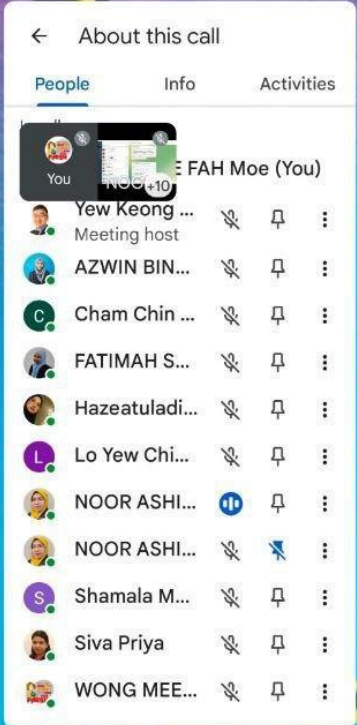 About this call
People Info Activities
You NOO +10
E FAH Moe (You)
Yew Keong ...
Meeting host
AZWIN BIN...
C Cham Chin ...
FATIMAH S...
Hazeatuladi...
L Lo Yew Chi...
NOOR ASHI...
NOOR ASHI...
S Shamala M...
Siva Priya
WONG MEE...